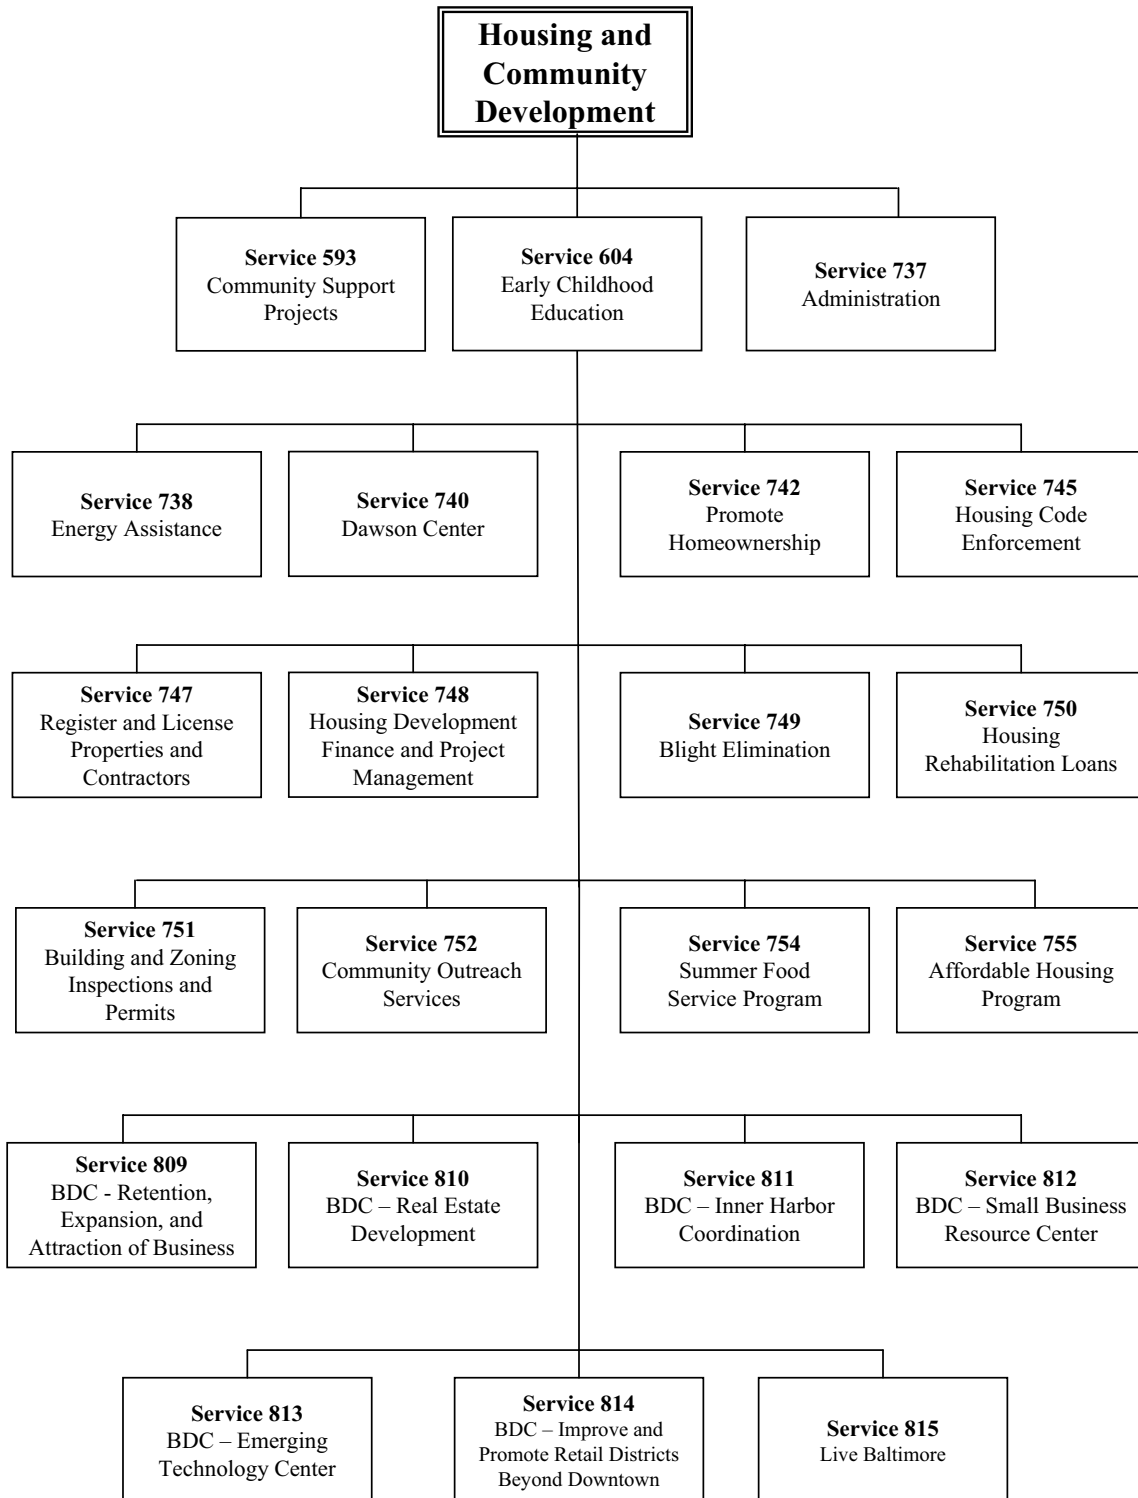 Housing and
Community
Development
Service 593
Community Support
Projects
Service 604
Early Childhood
Education
Service 737
Administration
Service 738
Energy Assistance
Service 740
Dawson Center
Service 742
Promote
Homeownership
Service 745
Housing Code
Enforcement
Service 747
Register and License
Properties and
Contractors
Service 748
Housing Development
Finance and Project
Management
Service 749
Blight Elimination
Service 750
Housing
Rehabilitation Loans
Service 751
Building and Zoning
Inspections and
Permits
Service 752
Community Outreach
Services
Service 754
Summer Food
Service Program
Service 755
Affordable Housing
Program
Service 809
BDC - Retention,
Expansion, and
Attraction of Business
Service 810
BDC – Real Estate
Development
Service 811
BDC – Inner Harbor
Coordination
Service 812
BDC – Small Business
Resource Center
Service 813
BDC – Emerging
Technology Center
Service 814
BDC – Improve and
Promote Retail Districts
Beyond Downtown
Service 815
Live Baltimore